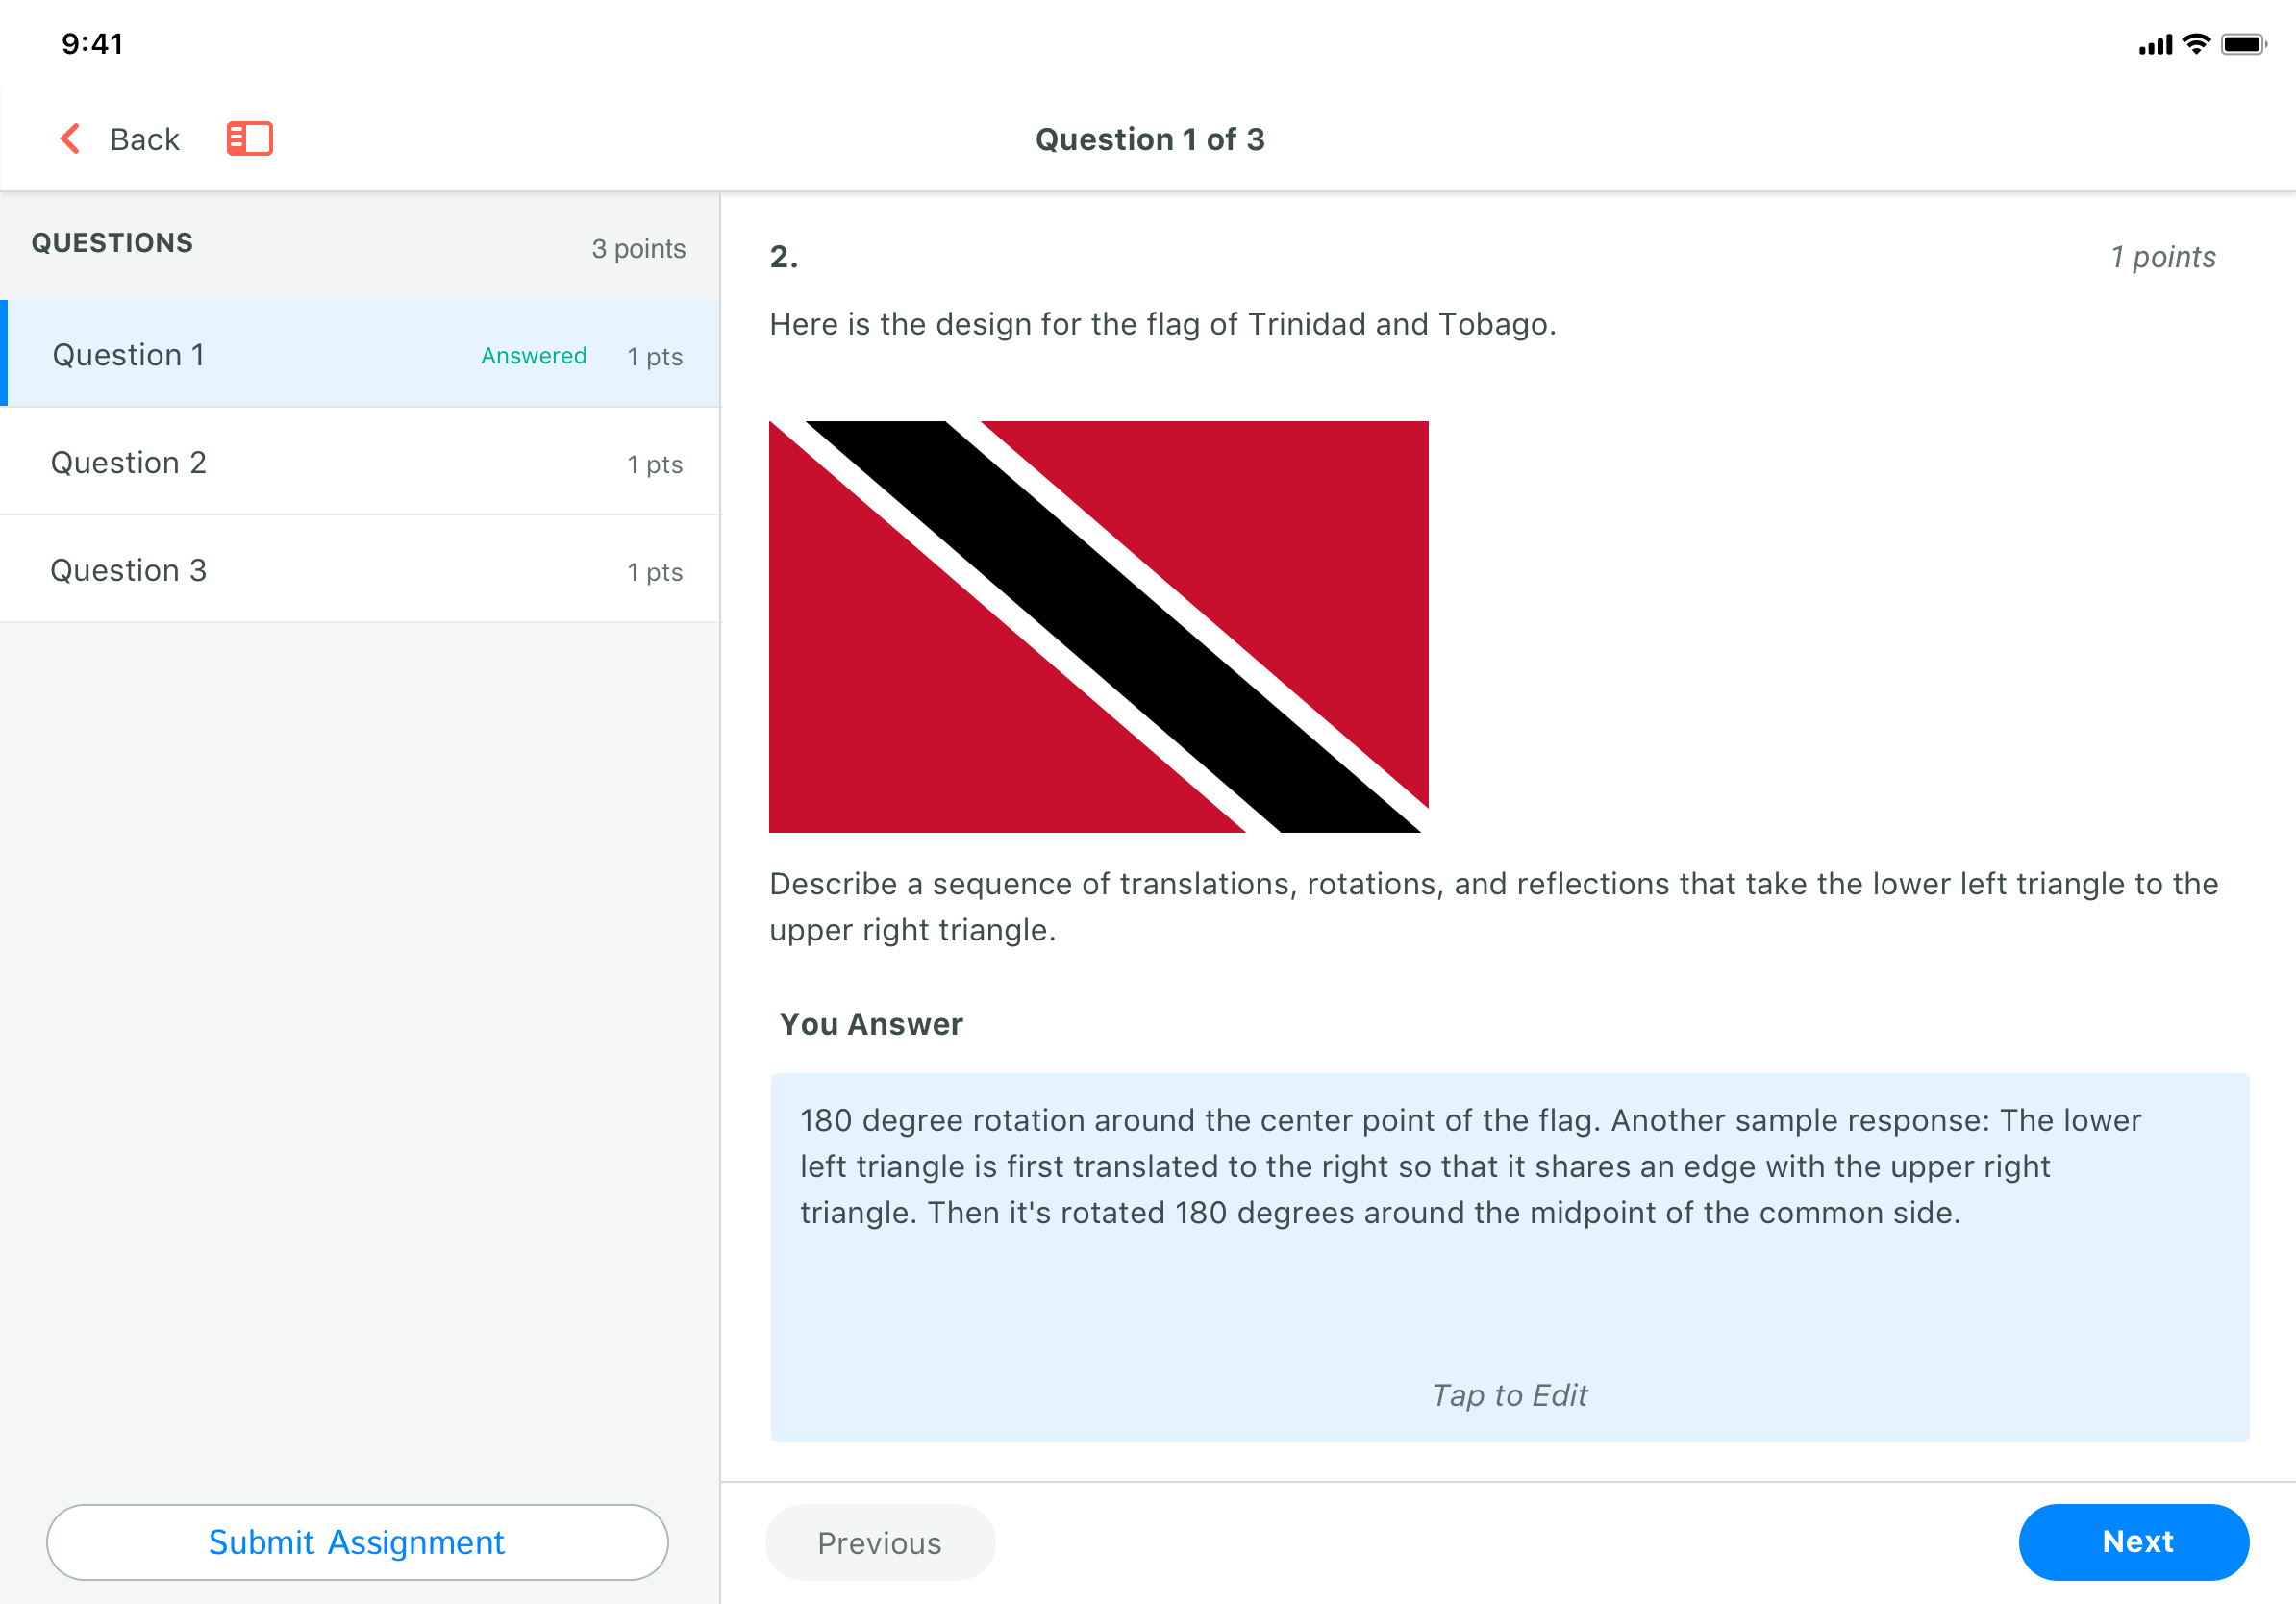 9:41
Back
Question 1 of 3
QUESTIONS
3 points
Question 1
Answered
1 pts
Question 2
1 pts
Question 3
1 pts
Submit Assignment
2.
1 points
Here is the design for the flag of Trinidad and Tobago.
Describe a sequence of translations, rotations, and reflections that take the lower left triangle to the
upper right triangle.
You Answer
180 degree rotation around the center point of the flag. Another sample response: The lower
left triangle is first translated to the right so that it shares an edge with the upper right
triangle. Then it's rotated 180 degrees around the midpoint of the common side.
Tap to Edit
Previous
Next